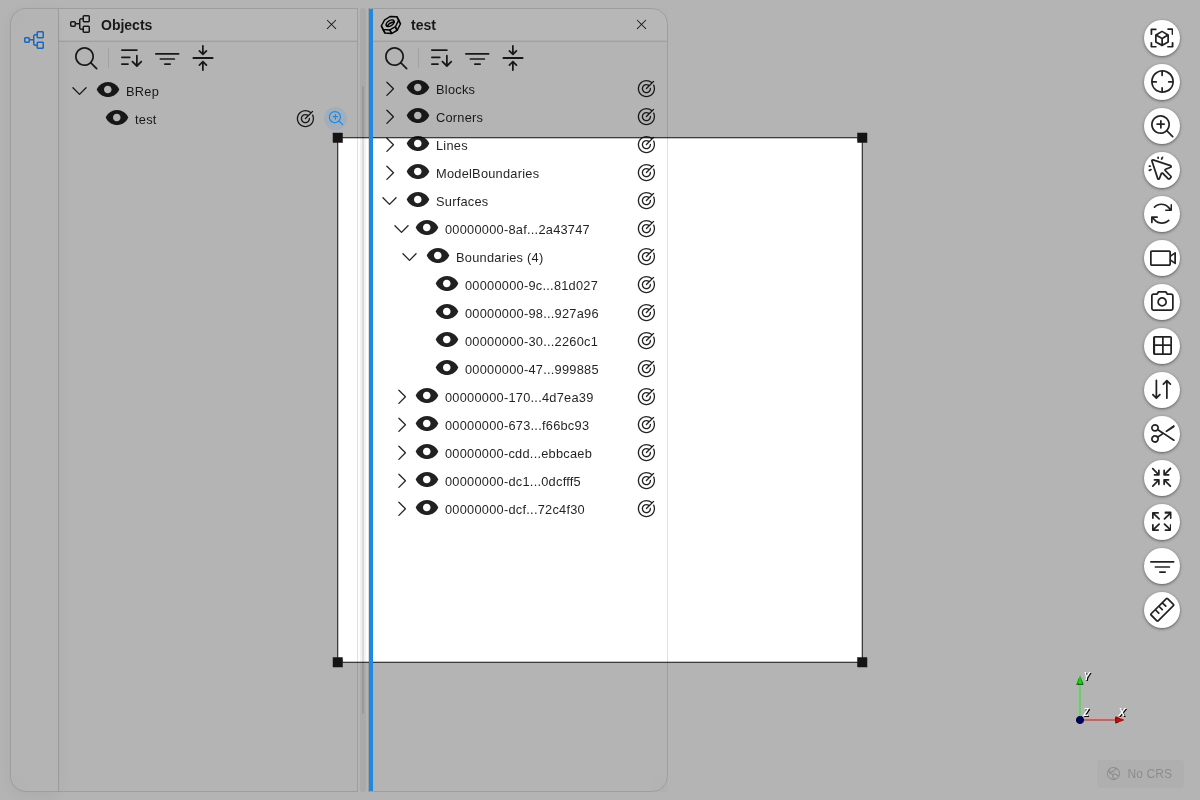 Objects
BRep
test
test
Blocks
Corners
Lines
ModelBoundaries
Surfaces
00000000-8af...2a43747
Boundaries (4)
00000000-9c...81d027
00000000-98...927a96
00000000-30...2260c1
00000000-47...999885
00000000-170...4d7ea39
00000000-673...f66bc93
00000000-cdd...ebbcaeb
00000000-dc1...0dcfff5
00000000-dcf...72c4f30
Y
Z X
No CRS